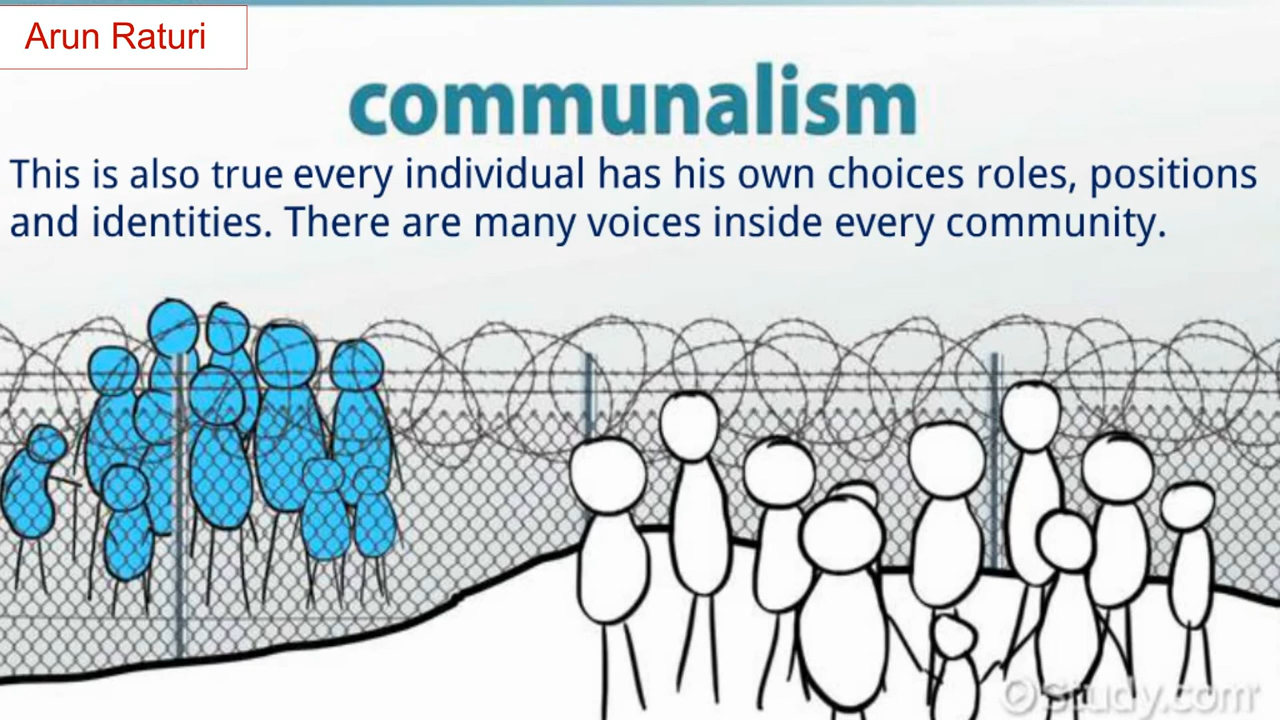 Arun Raturi
communalism
This is also true every individual has his own choices roles, positions
and identities. There are many voices inside every community.
Study.com